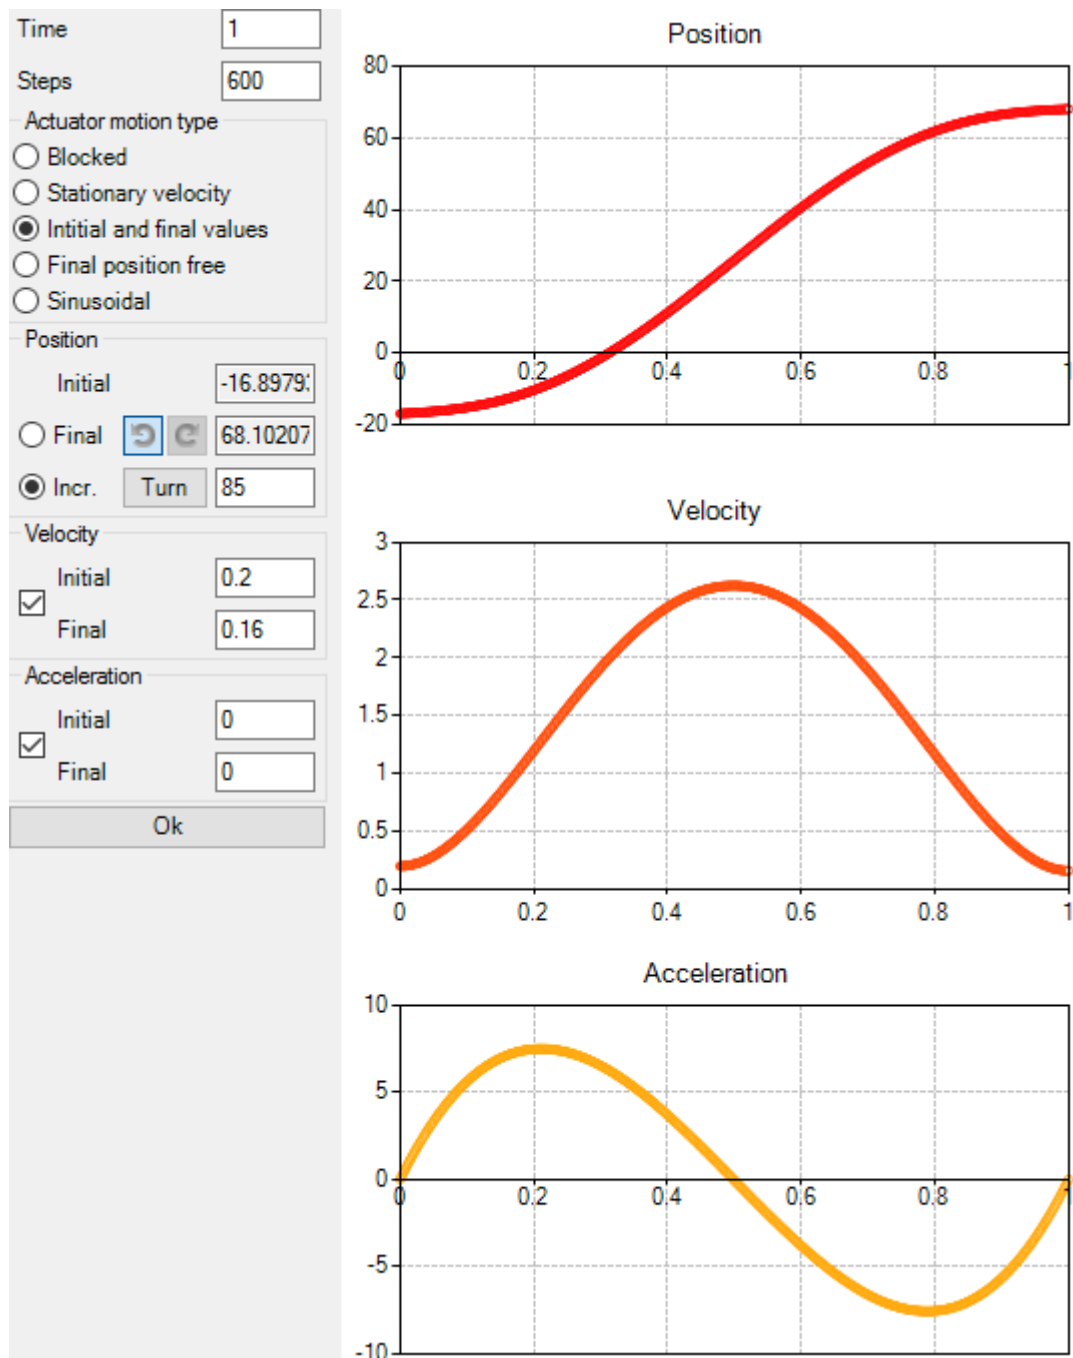 Time 1
Steps 600
Actuator motion type
Blocked
Stationary velocity
Intitial and final values
Final position free
Sinusoidal
Position
Initial -16.8979
Final 68.10207
Incr. Turn 85
Velocity
Initial 0.2
Final 0.16
Acceleration
Initial 0
Final 0
Ok
Position
80
60
40
20
0
-20
0 0.2 0.4 0.6 0.8 1
Velocity
3
2.5
2
1.5
1
0.5
0
0 0.2 0.4 0.6 0.8 1
Acceleration
10
5
0
-5
-10
0 0.2 0.4 0.6 0.8 1